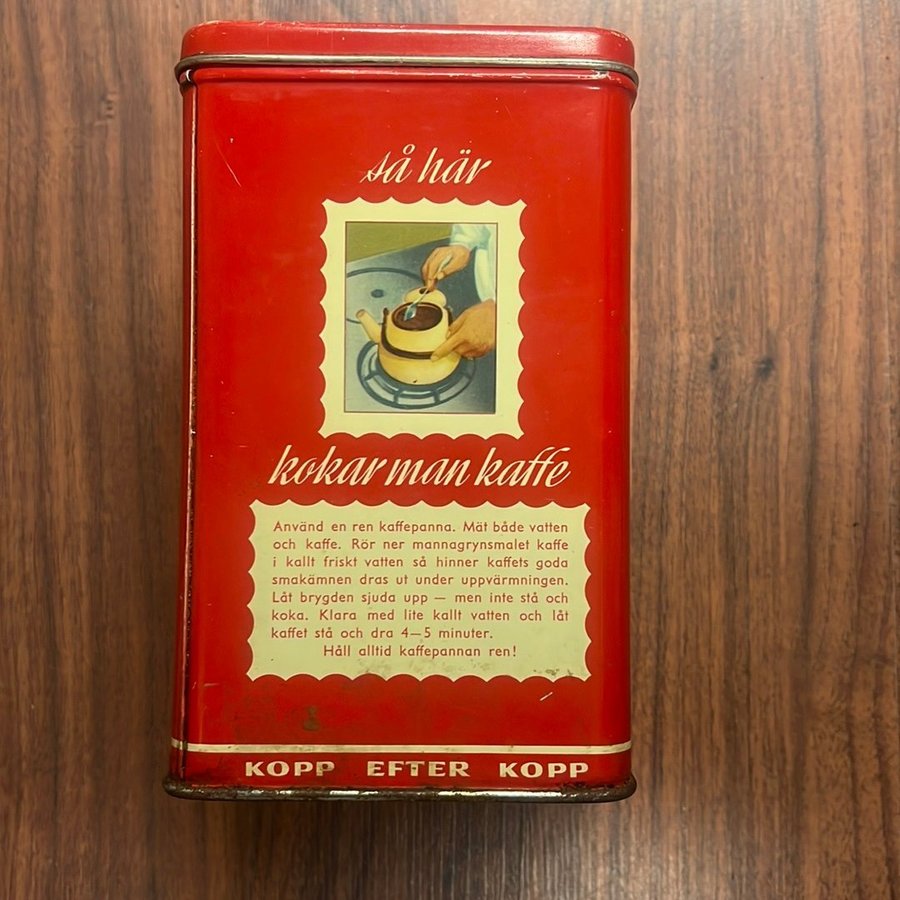 så här
kokar man kaffe
Använd en ren kaffepanna. Mät både vatten
och kaffe. Rör ner mannagrynsmalet kaffe
i kallt friskt vatten så hinner kaffets goda
smakämnen dras ut under uppvärmningen.
Låt brygden sjuda upp — men inte stå och
koka. Klara med lite kallt vatten och låt
kaffet stå och dra 4—5 minuter.
Håll alltid kaffepannan ren!
KOPP EFTER KOPP